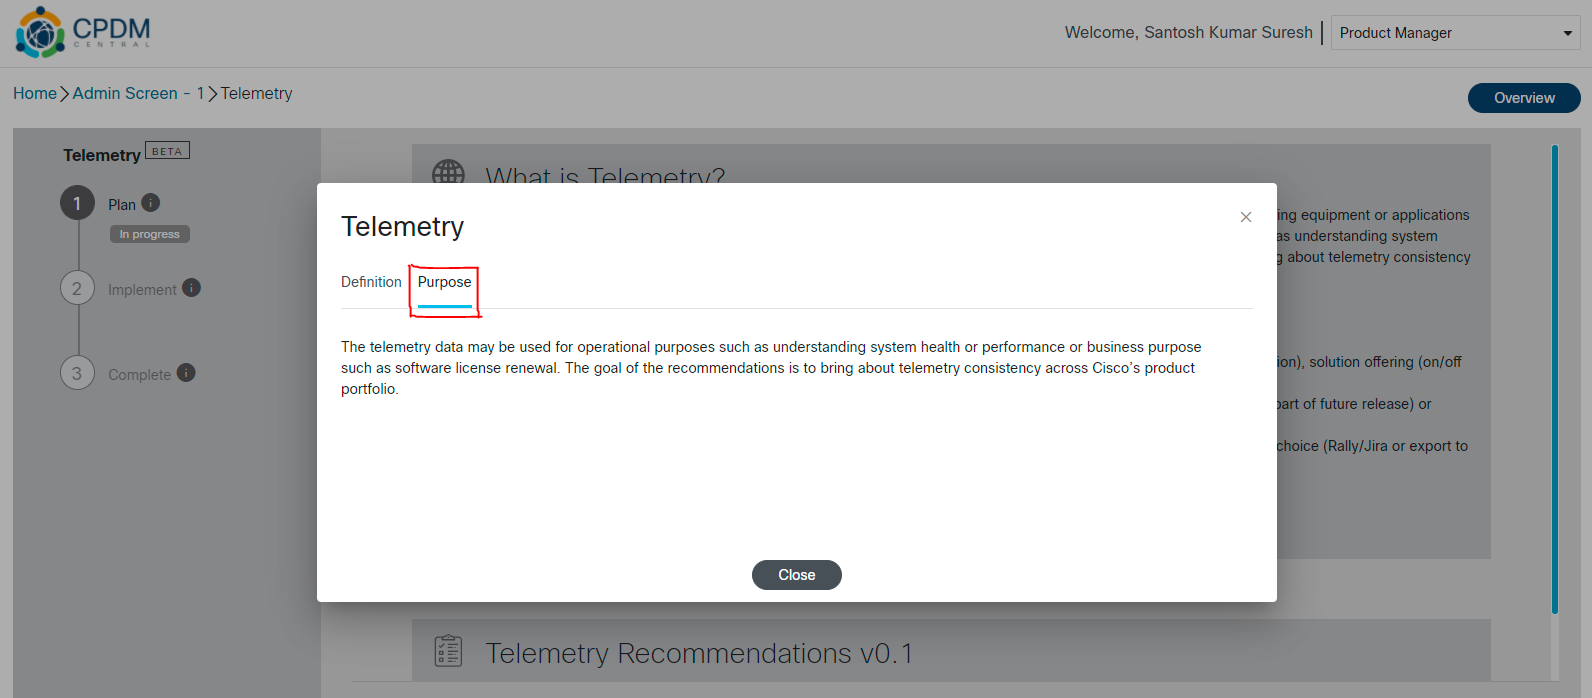 CPDM
CENTRAL
Welcome, Santosh Kumar Suresh
Product Manager
Home
Admin Screen - 1
Telemetry
Overview
Telemetry BETA
1 Plan i
In progress
2 Implement i
3 Complete i
What is Telemetry?
ing equipment or applications
as understanding system
g about telemetry consistency
ion), solution offering (on/off
part of future release) or
choice (Rally/Jira or export to
Telemetry
×
Definition Purpose
The telemetry data may be used for operational purposes such as understanding system health or performance or business purpose
such as software license renewal. The goal of the recommendations is to bring about telemetry consistency across Cisco’s product
portfolio.
Close
Telemetry Recommendations v0.1